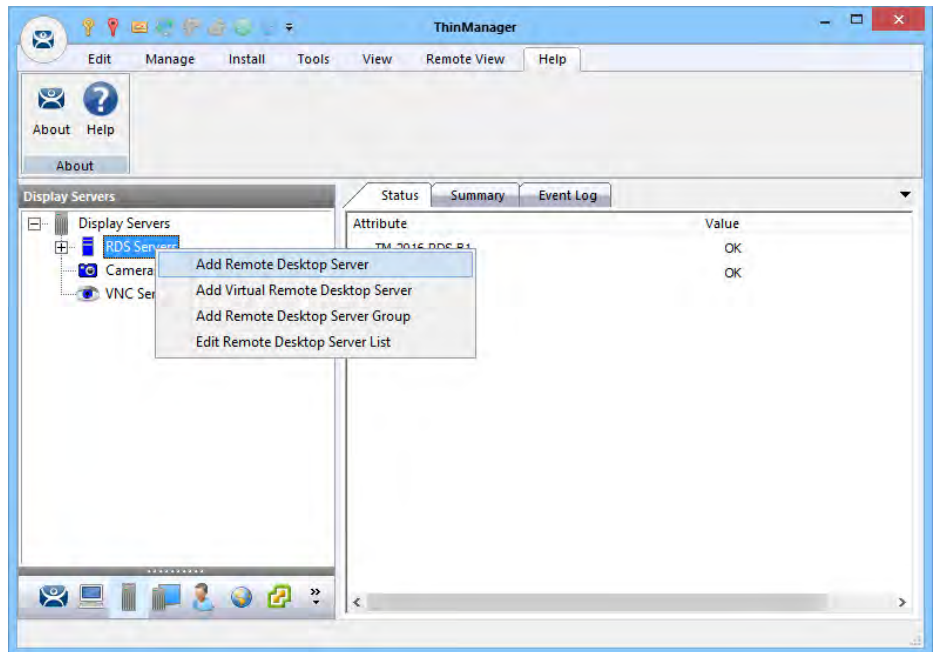 ThinManager
Edit Manage Install Tools View Remote View Help
About Help
About
Display Servers
Status Summary Event Log
Display Servers
Attribute Value
RDS Servers
OK
Add Remote Desktop Server
OK
Add Virtual Remote Desktop Server
Add Remote Desktop Server Group
Edit Remote Desktop Server List
Camera
VNC Ser